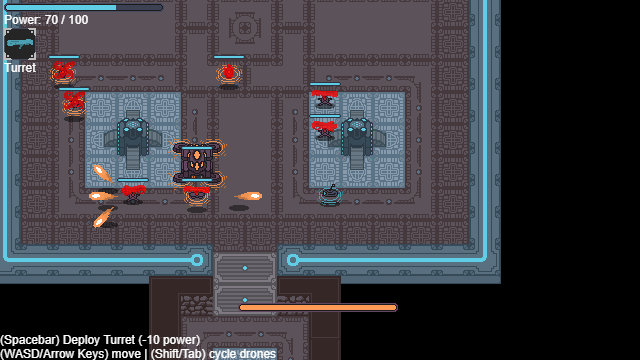 Power: 70 / 100
Turret
(Spacebar) Deploy Turret (-10 power)
(WASD/Arrow Keys) move | (Shift/Tab) cycle drones